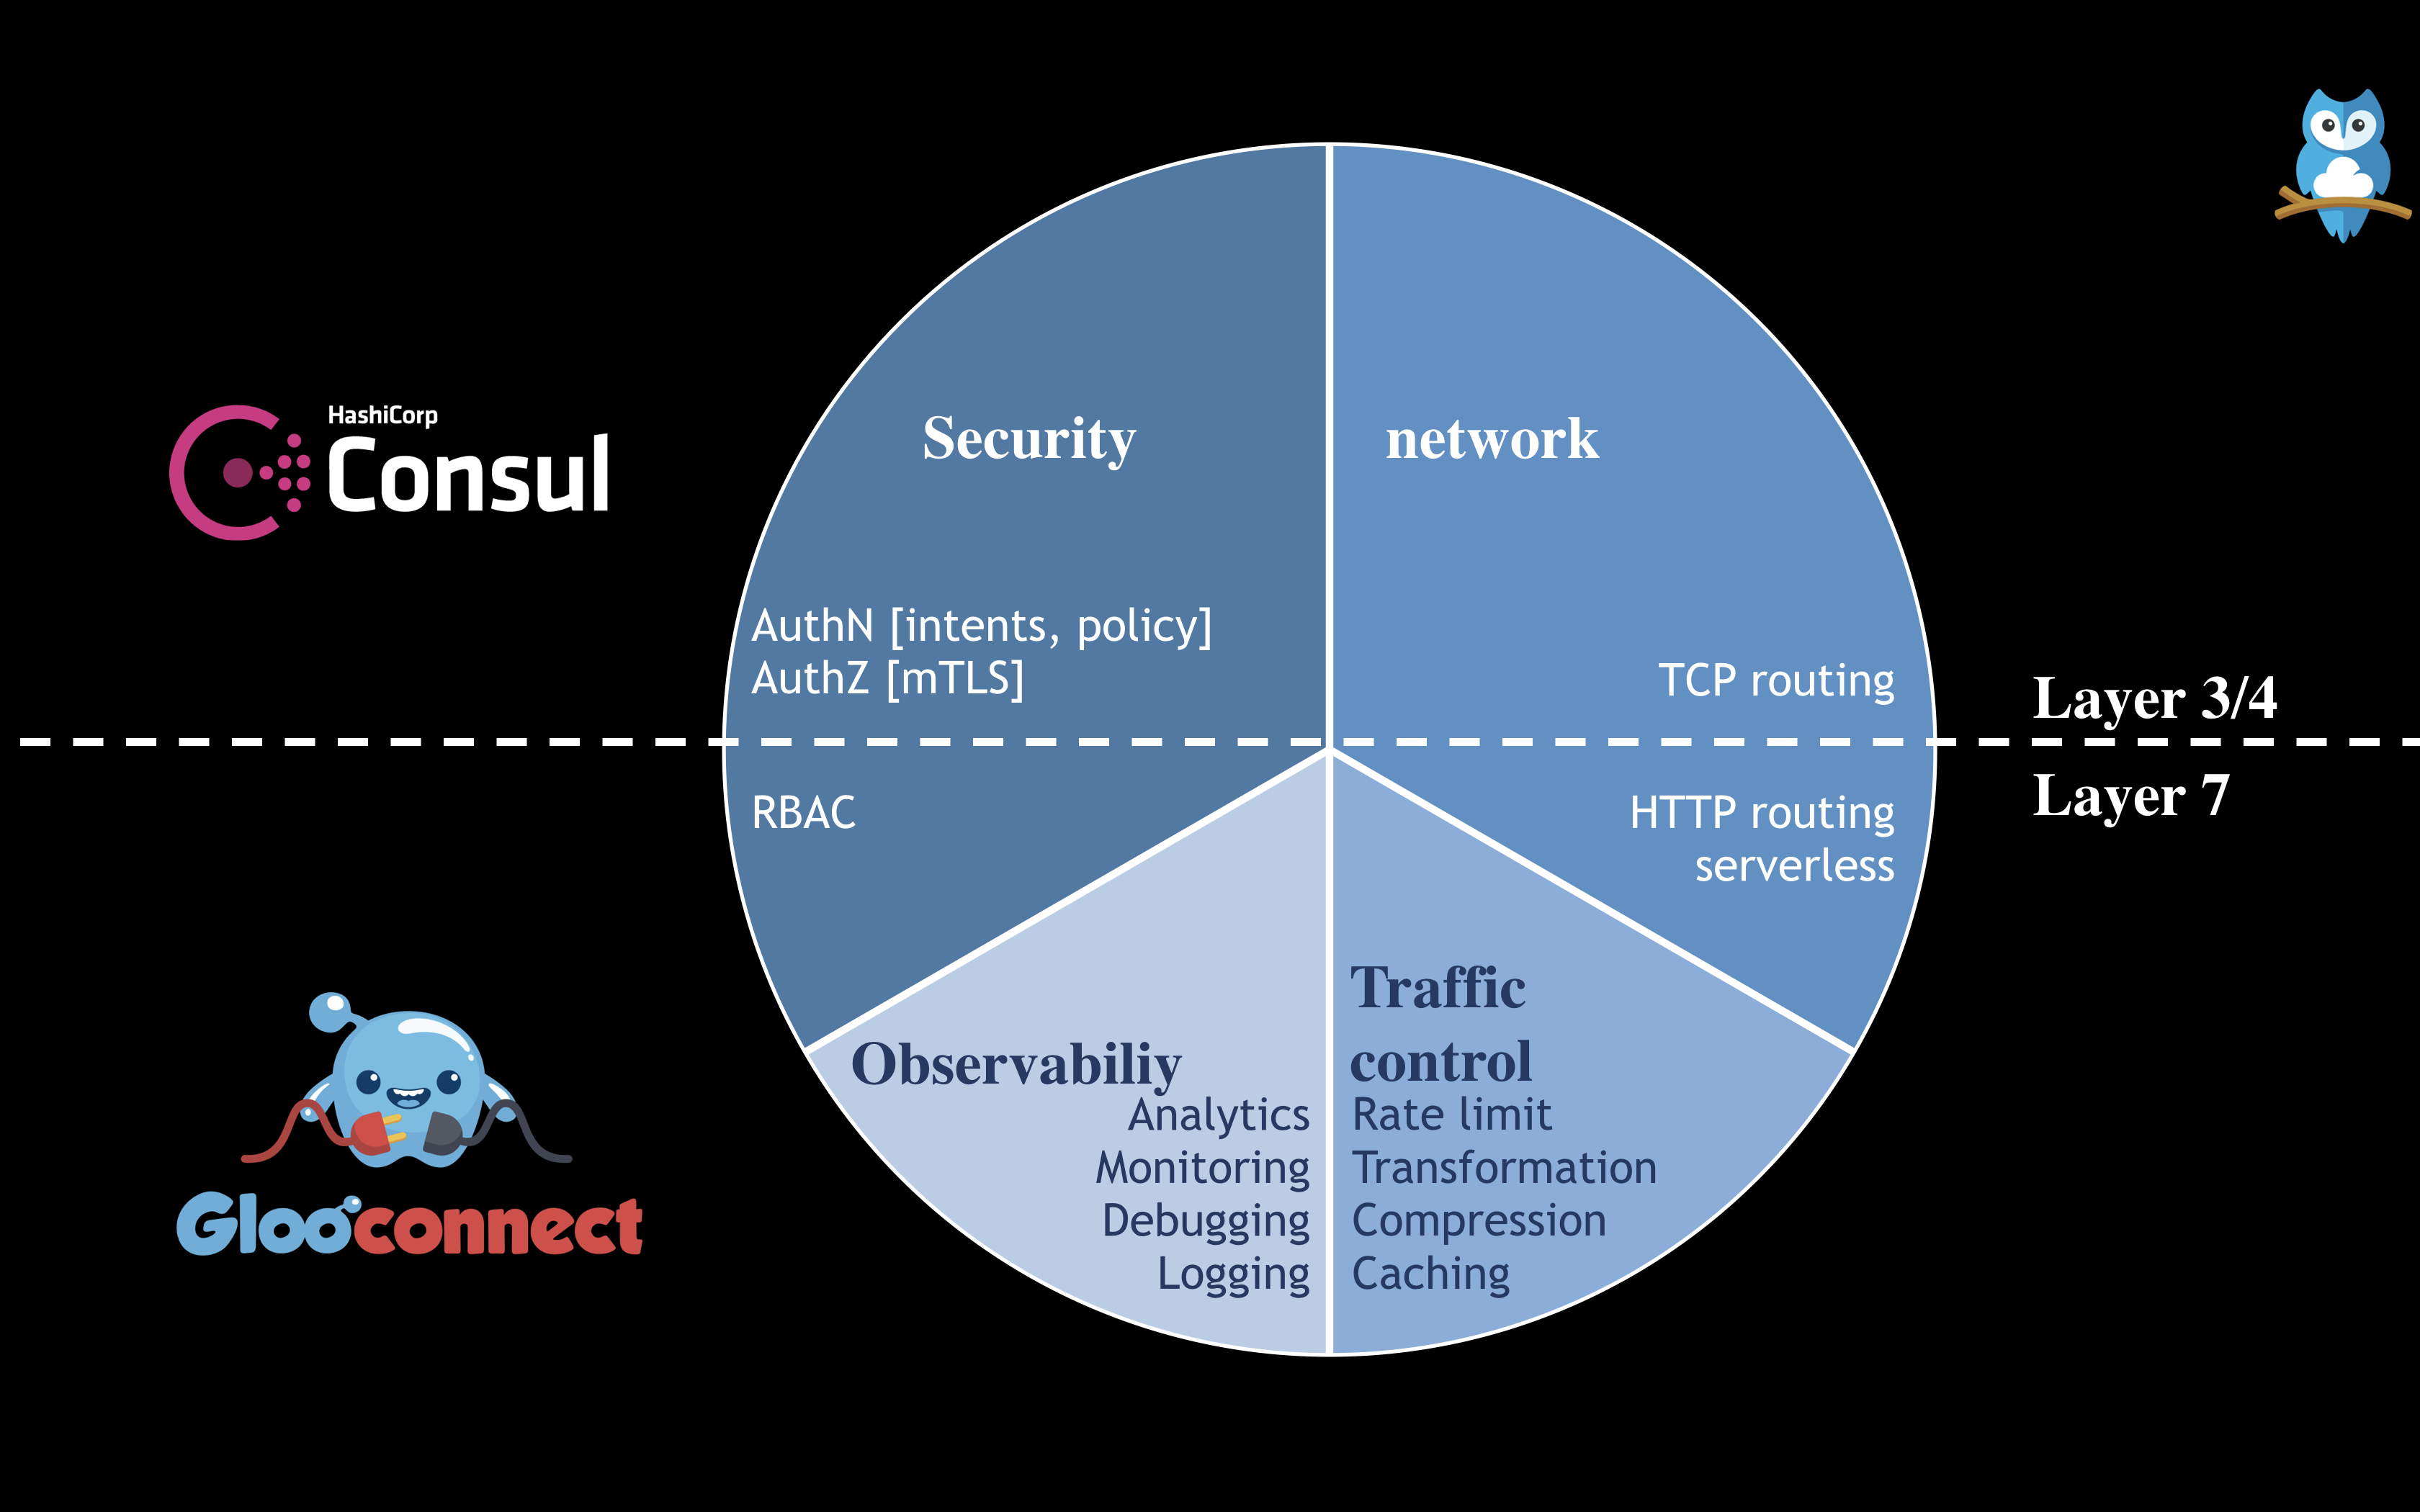 HashiCorp
Consul
Security
network
AuthN [intents, policy]
AuthZ [mTLS]
TCP routing
Layer 3/4
Layer 7
RBAC
HTTP routing
serverless
Observabiliy
Analytics
Monitoring
Debugging
Logging
Traffic
control
Rate limit
Transformation
Compression
Caching
Glooconnect